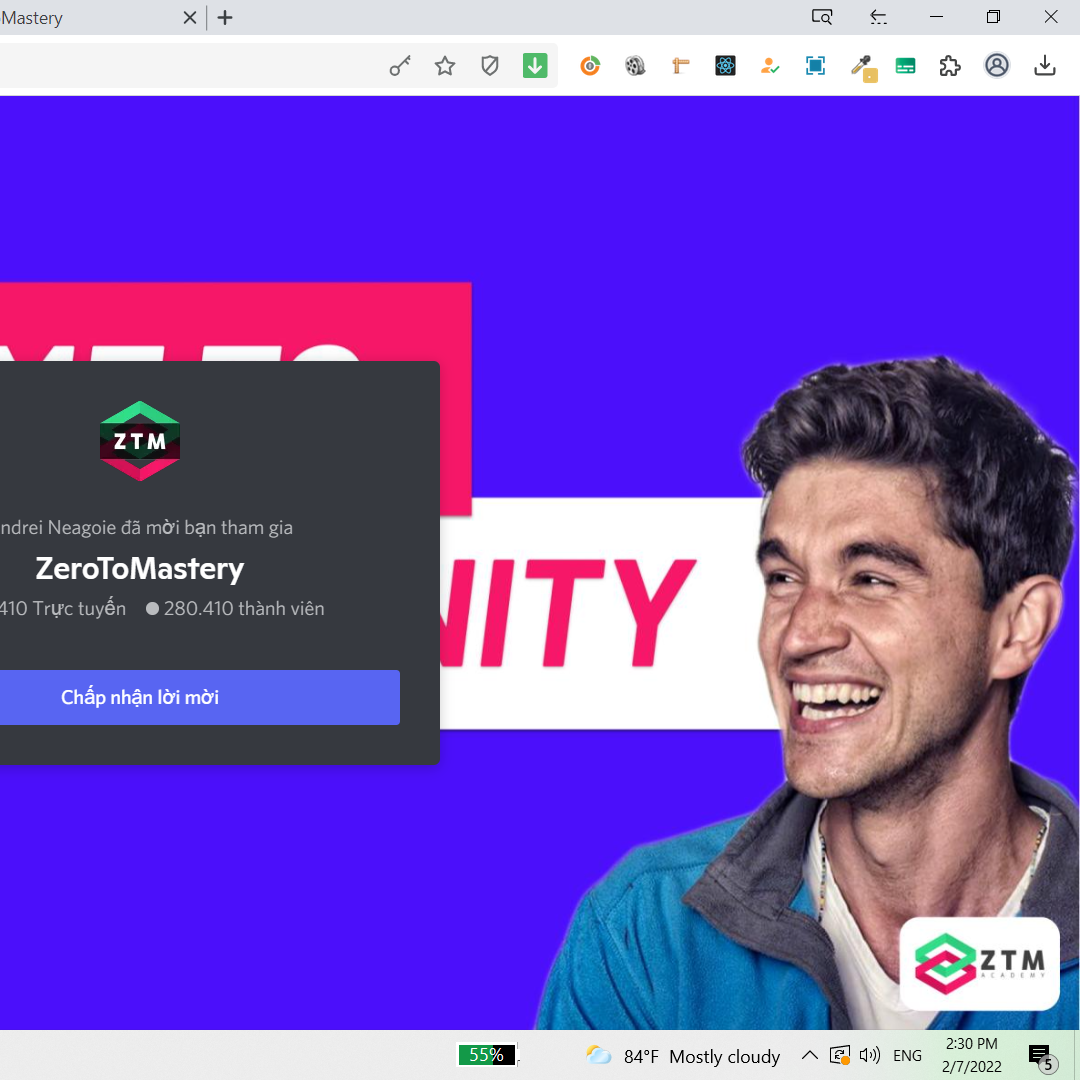 Mastery
ZTM
ndrei Neagoie đã mời bạn tham gia
ZeroToMastery
410 Trực tuyến 280.410 thành viên
Chấp nhận lời mời
NITY
ZTM
ACADEMY
55%
84°F Mostly cloudy
ENG
2:30 PM
2/7/2022
5